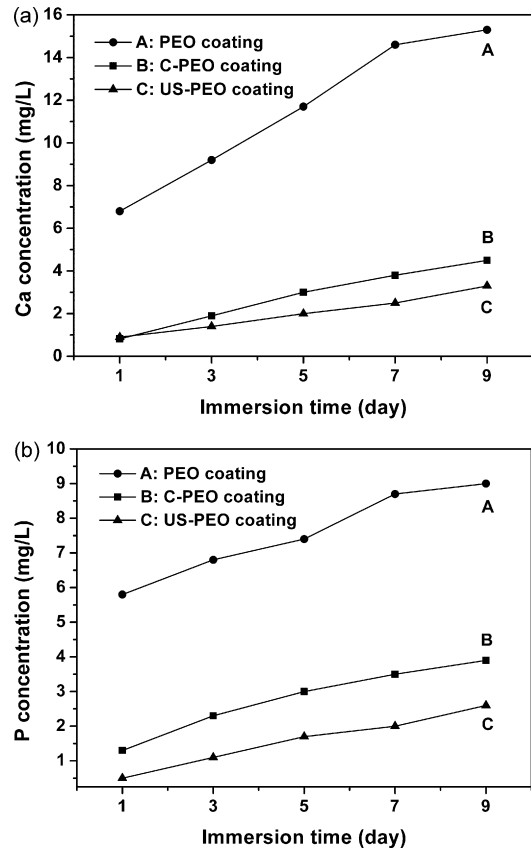 (a)
16
14
12
10
8
6
4
2
0
Ca concentration (mg/L)
A: PEO coating
B: C-PEO coating
C: US-PEO coating
A
B
C
1 3 5 7 9
Immersion time (day)
(b)
10
9
8
7
6
5
4
3
2
1
P concentration (mg/L)
A: PEO coating
B: C-PEO coating
C: US-PEO coating
A
B
C
1 3 5 7 9
Immersion time (day)